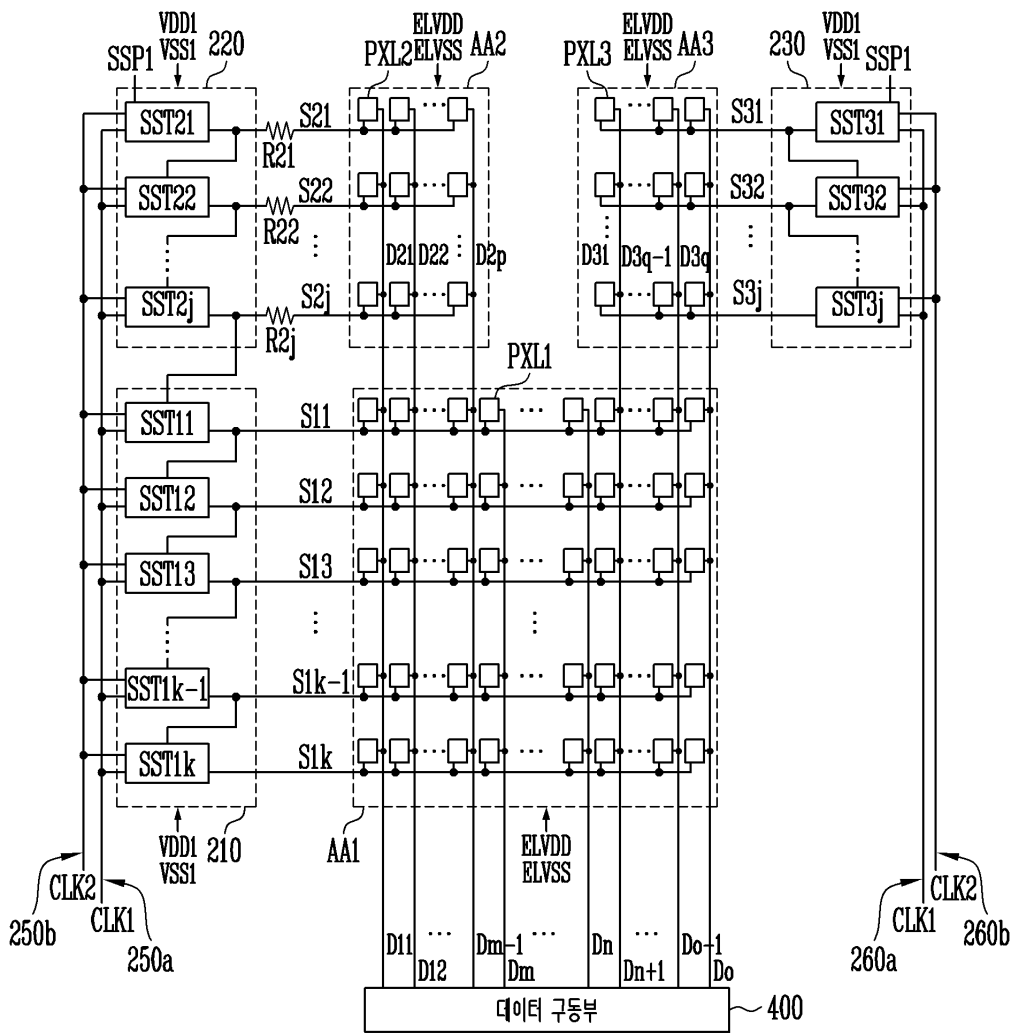 VDD1
VSS1
220
SSP1
PXL2
ELVDD
ELVSS
AA2
PXL3
ELVDD
ELVSS
AA3
230
VDD1
VSS1
SSP1
SST21
S21
R21
S31
SST31
SST22
S22
R22
S32
SST32
D21
D22
D2p
D31
D3q-1
D3q
SST2j
S2j
R2j
S3j
SST3j
PXL1
SST11
S11
SST12
S12
SST13
S13
SST1k-1
S1k-1
SST1k
S1k
VDD1
VSS1
210
AA1
ELVDD
ELVSS
CLK2
CLK1
250b
250a
CLK2
CLK1
260a
260b
D11
D12
Dm-1
Dm
Dn
Dn+1
Do-1
Do
데이터 구동부
400